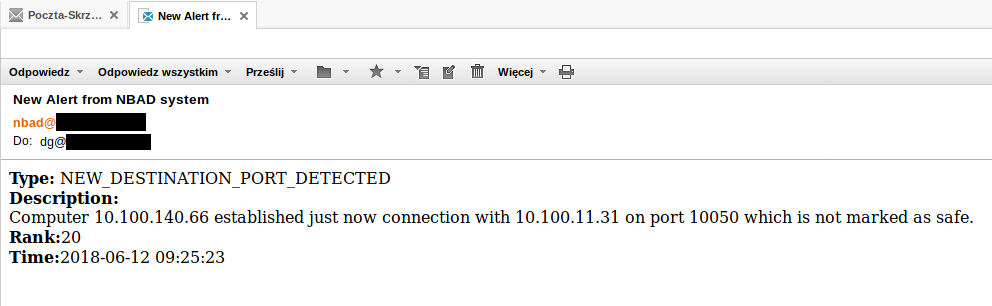 Poczta-Skrz... New Alert fr...
Odpowiedz Odpowiedz wszystkim Prześlij Więcej
New Alert from NBAD system
nbad@
Do: dg@
Type: NEW_DESTINATION_PORT_DETECTED
Description:
Computer 10.100.140.66 established just now connection with 10.100.11.31 on port 10050 which is not marked as safe.
Rank:20
Time:2018-06-12 09:25:23